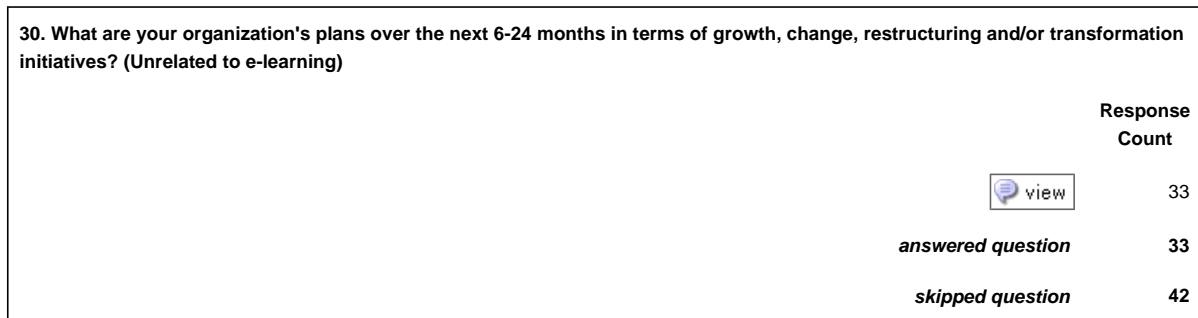 30. What are your organization's plans over the next 6-24 months in terms of growth, change, restructuring and/or transformation
initiatives? (Unrelated to e-learning)
Response
Count
view 33
answered question 33
skipped question 42